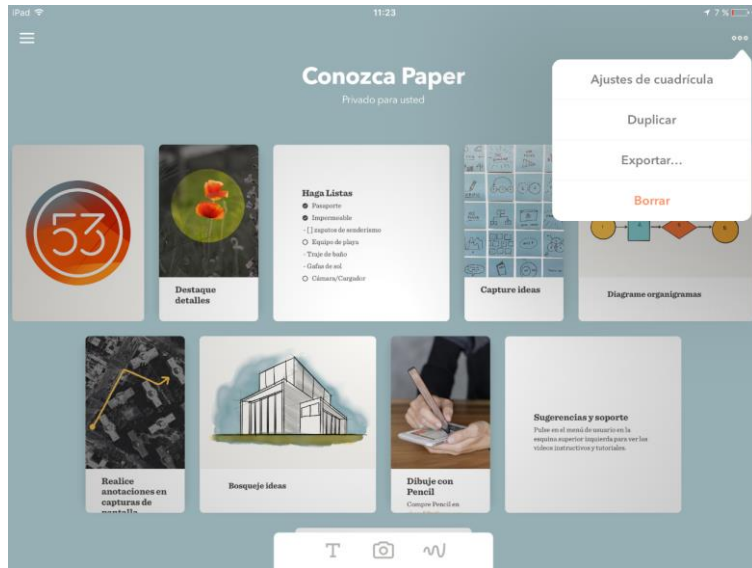 iPad 11:23 7 %
Conozca Paper
Privado para usted
Ajustes de cuadrícula
Duplicar
Exportar...
Borrar
53
Destaque
detalles
Haga Listas
Pasaporte
Impermeable
- [ ] zapatos de senderismo
Equipo de playa
- Traje de baño
- Gafas de sol
Cámara/Cargador
Capture ideas
Diagrame organigramas
Realice
anotaciones en
capturas de
pantalla
Bosqueje ideas
Dibuje con
Pencil
Compre Pencil en
Sugerencias y soporte
Pulse en el menú de usuario en la
esquina superior izquierda para ver los
videos instructivos y tutoriales.
T